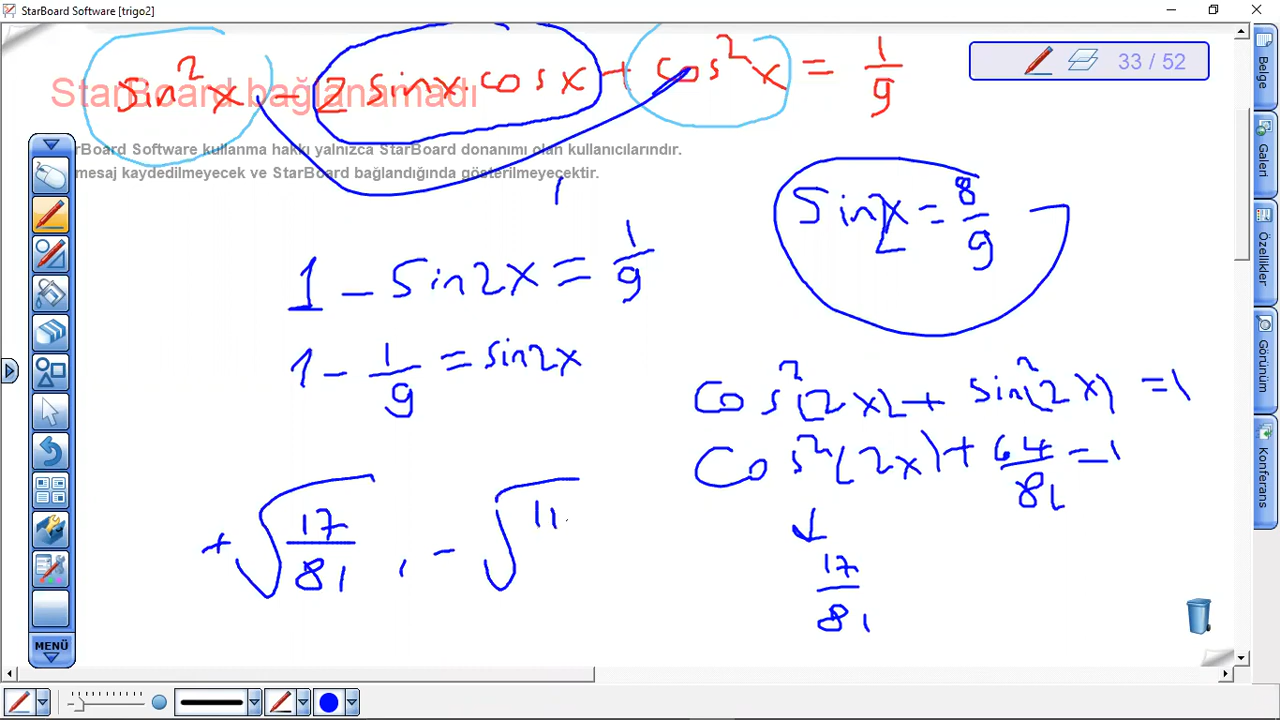 StarBoard Software [trigo2]
sin²x - 2 sinx.cosx + cos²x = 1/9
StarBoard bağlanamadı
33 / 52
rBoard Software kullanma hakkı yalnızca StarBoard donanımı olan kullanıcılarındır.
mesaj kaydedilmeyecek ve StarBoard bağlandığında gösterilmeyecektir.
sin2x = 8/9
1 - sin2x = 1/9
1 - 1/9 = sin2x
cos²(2x) + sin²(2x) = 1
cos²(2x) + 64/81 = 1
17/81
+√17/81 , -√11
MENÜ
Belge
Galeri
Özellikler
Görünüm
Konferans